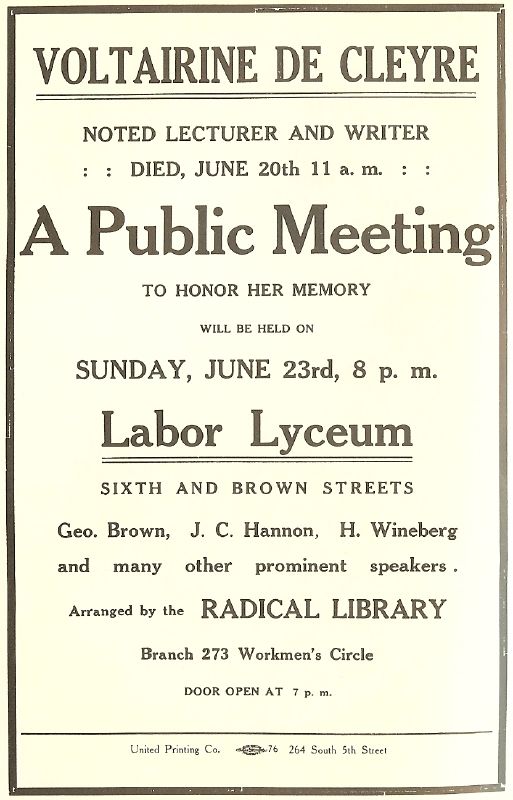 VOLTAIRINE DE CLEYRE
NOTED LECTURER AND WRITER
: : DIED, JUNE 20th 11 a. m. : :
A Public Meeting
TO HONOR HER MEMORY
WILL BE HELD ON
SUNDAY, JUNE 23rd, 8 p. m.
Labor Lyceum
SIXTH AND BROWN STREETS
Geo. Brown, J. C. Hannon, H. Wineberg
and many other prominent speakers.
Arranged by the RADICAL LIBRARY
Branch 273 Workmen's Circle
DOOR OPEN AT 7 p. m.
United Printing Co. 76 264 South 5th Street